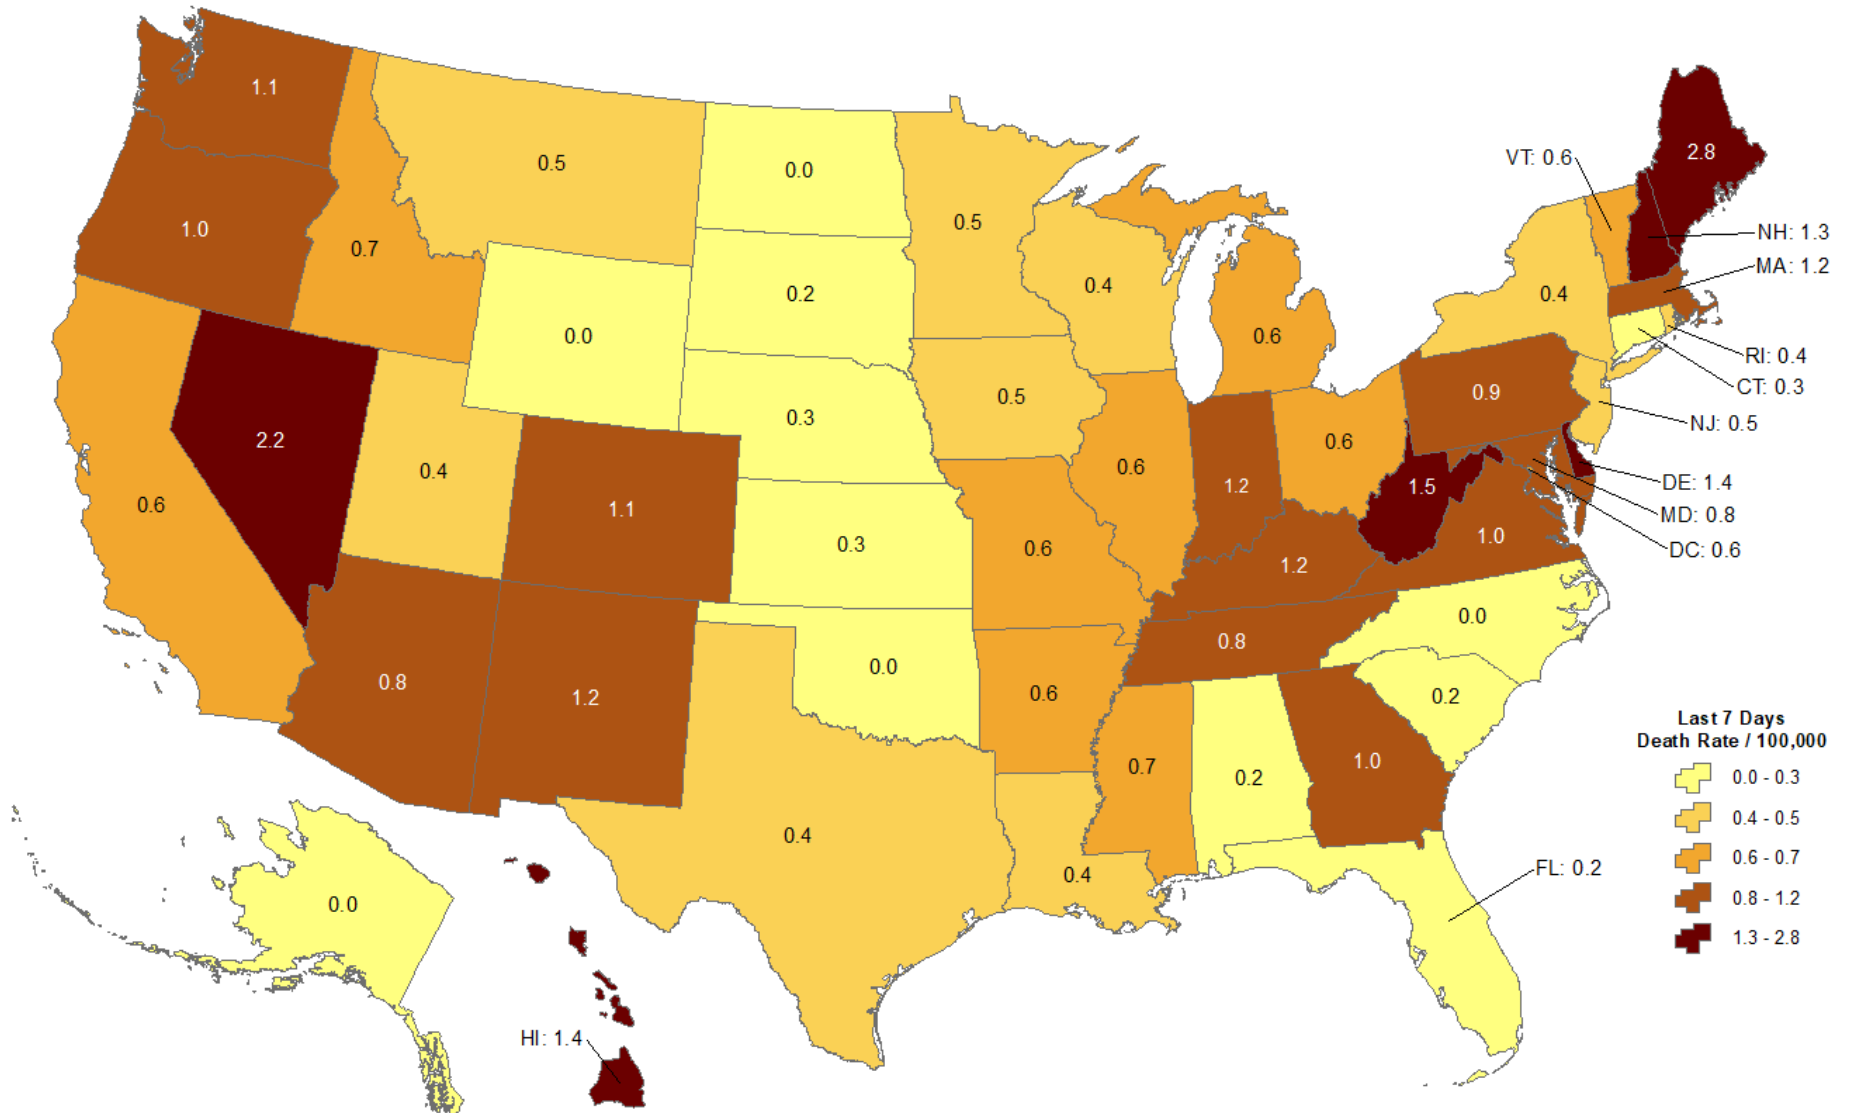 1.1
0.5
0.0
2.8
VT: 0.6
0.5
1.0
NH: 1.3
0.7
MA: 1.2
0.4
0.2
0.4
0.0
0.6
RI: 0.4
CT: 0.3
0.9
0.5
0.3
NJ: 0.5
2.2
0.6
0.4
0.6
DE: 1.4
1.2
1.5
0.6
1.1
MD: 0.8
1.0
0.3
0.6
DC: 0.6
1.2
0.0
0.8
0.0
0.8
0.6
1.2
0.2
Last 7 Days
Death Rate / 100,000
1.0
0.7
0.2
0.0 - 0.3
0.4 - 0.5
0.4
0.6 - 0.7
FL: 0.2
0.4
0.8 - 1.2
0.0
1.3 - 2.8
HI: 1.4